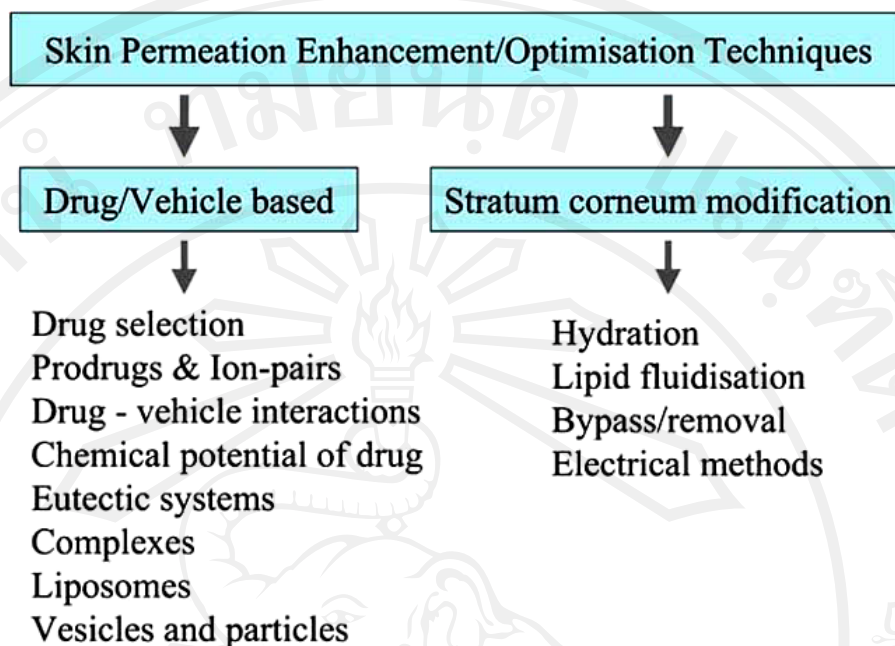 Skin Permeation Enhancement/Optimisation Techniques
Drug/Vehicle based
Stratum corneum modification
Drug selection
Prodrugs & Ion-pairs
Drug - vehicle interactions
Chemical potential of drug
Eutectic systems
Complexes
Liposomes
Vesicles and particles
Hydration
Lipid fluidisation
Bypass/removal
Electrical methods